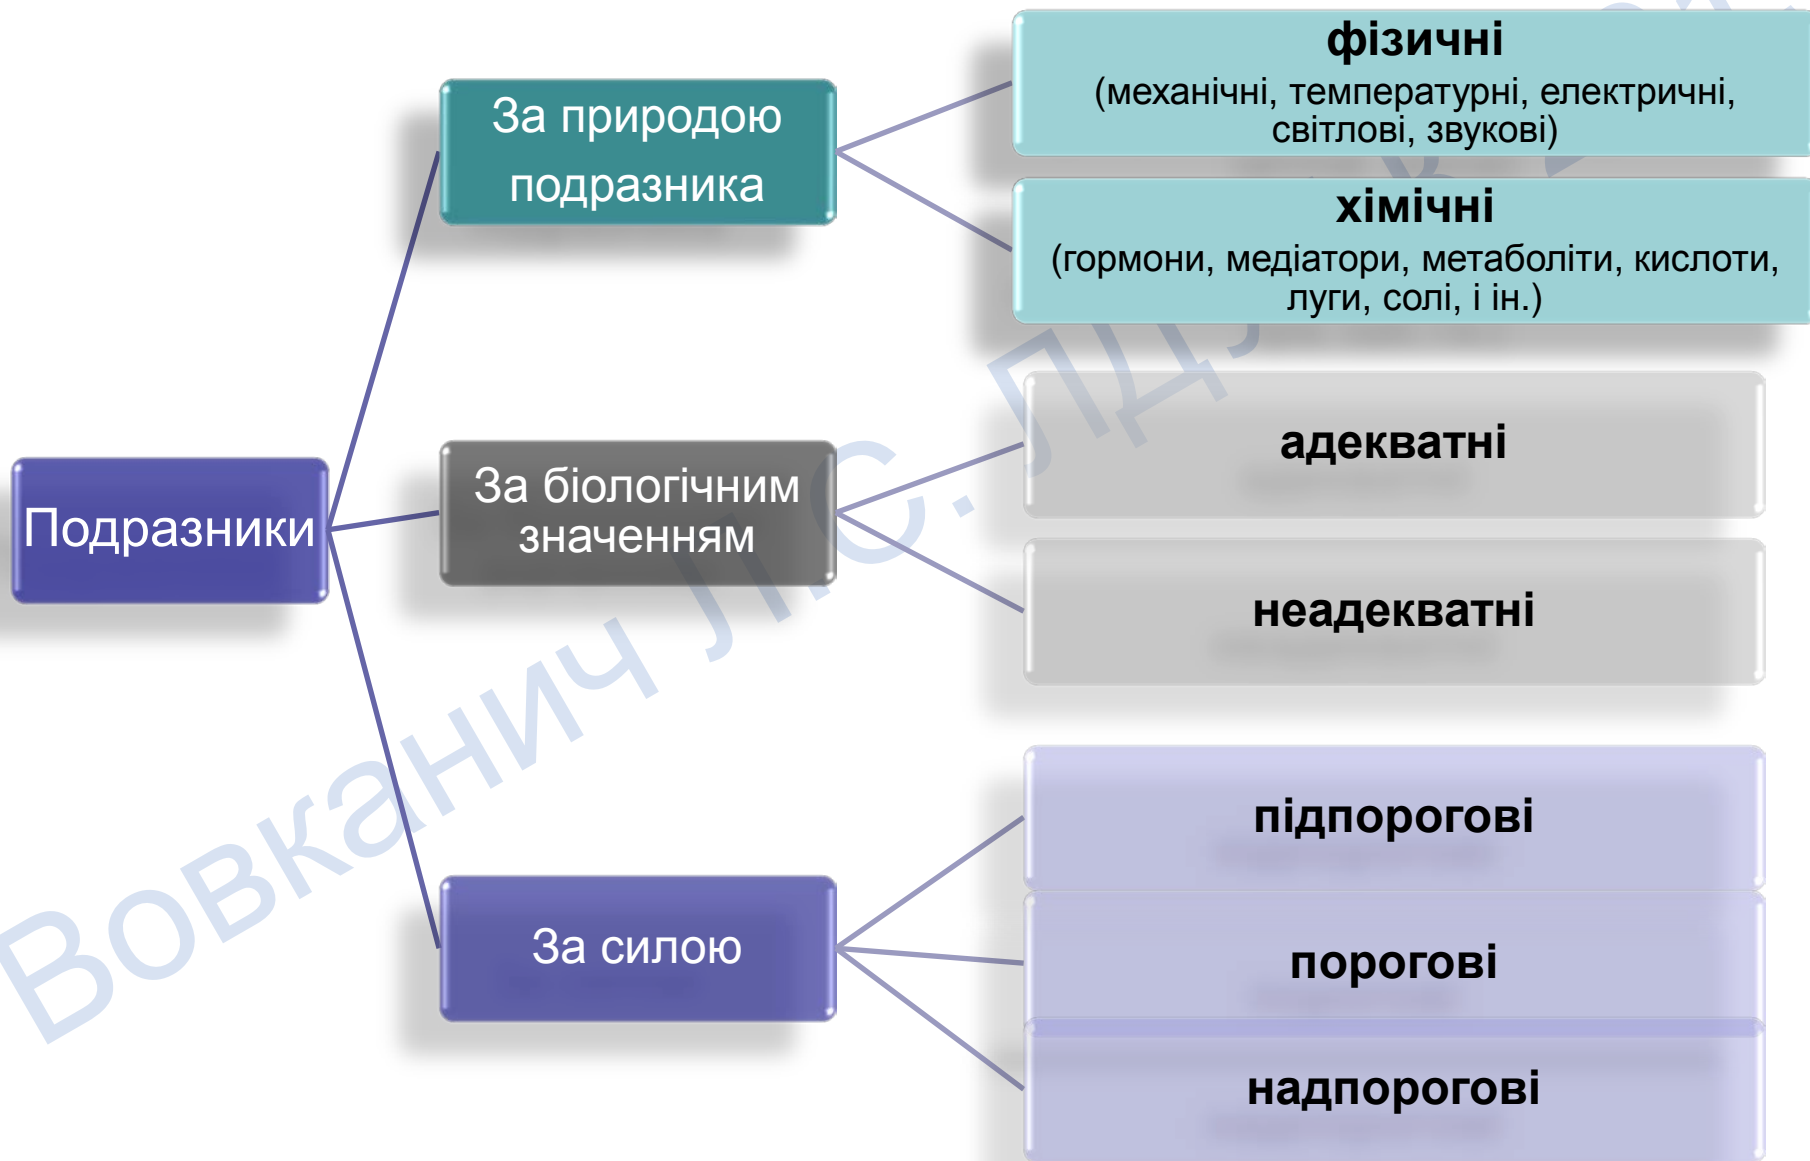 Подразники
За природою
подразника
фізичні
(механічні, температурні, електричні,
світлові, звукові)
хімічні
(гормони, медіатори, метаболіти, кислоти,
луги, солі, і ін.)
За біологічним
значенням
адекватні
неадекватні
За силою
підпорогові
порогові
надпорогові
Вовканич Л.С.